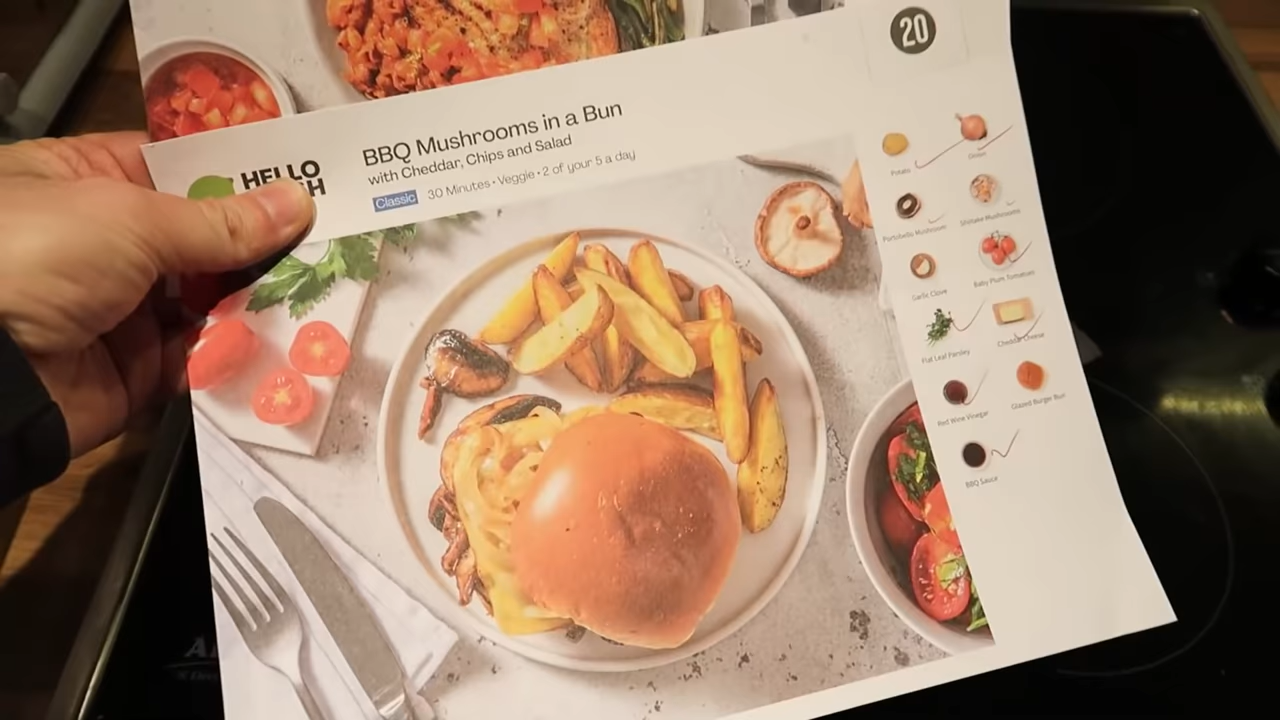 20
HELLO
SH
BBQ Mushrooms in a Bun
with Cheddar, Chips and Salad
Classic 30 Minutes • Veggie • 2 of your 5 a day
Potato
Onion
Portobello Mushroom
Shiitake Mushrooms
Garlic Clove
Baby Plum Tomatoes
Flat Leaf Parsley
Cheddar Cheese
Red Wine Vinegar
Glazed Burger Bun
BBQ Sauce